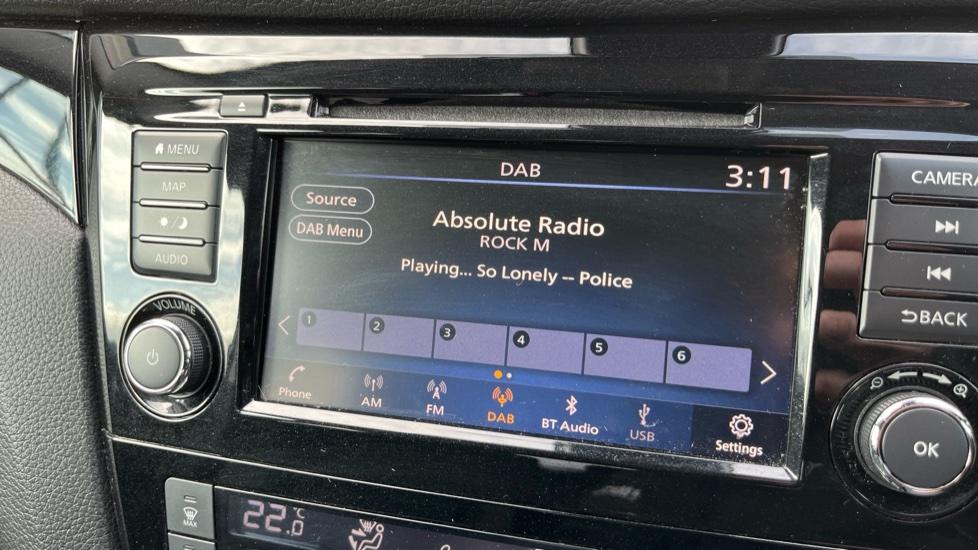 MENU
MAP
AUDIO
VOLUME
DAB
3:11
Source
DAB Menu
Absolute Radio
ROCK M
Playing... So Lonely -- Police
1
2
3
4
5
6
Phone
AM
FM
DAB
BT Audio
USB
Settings
CAMERA
BACK
OK
MAX
22.0
°C